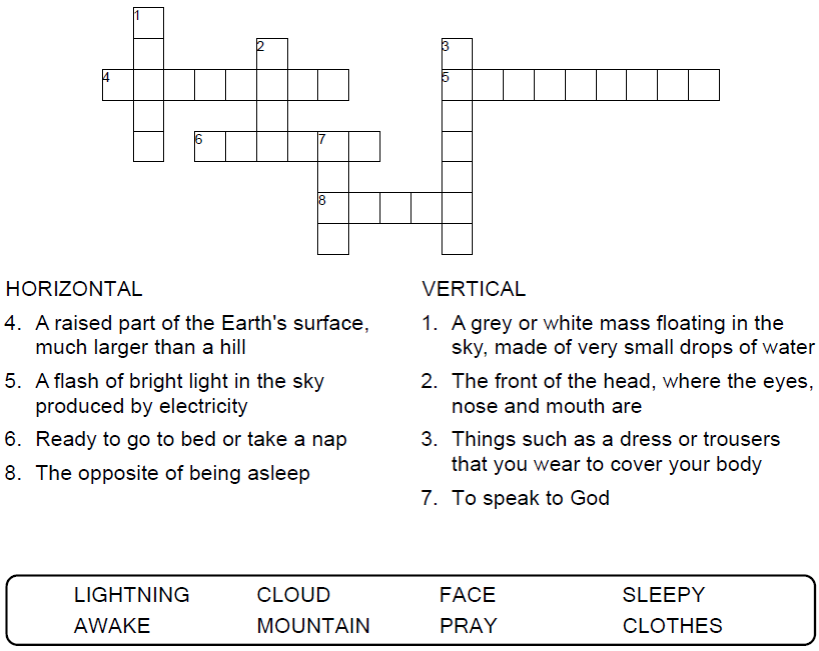 1
2
3
4
5
6
7
8
HORIZONTAL
4. A raised part of the Earth's surface,
much larger than a hill
5. A flash of bright light in the sky
produced by electricity
6. Ready to go to bed or take a nap
8. The opposite of being asleep
VERTICAL
1. A grey or white mass floating in the
sky, made of very small drops of water
2. The front of the head, where the eyes,
nose and mouth are
3. Things such as a dress or trousers
that you wear to cover your body
7. To speak to God
LIGHTNING CLOUD FACE SLEEPY
AWAKE MOUNTAIN PRAY CLOTHES